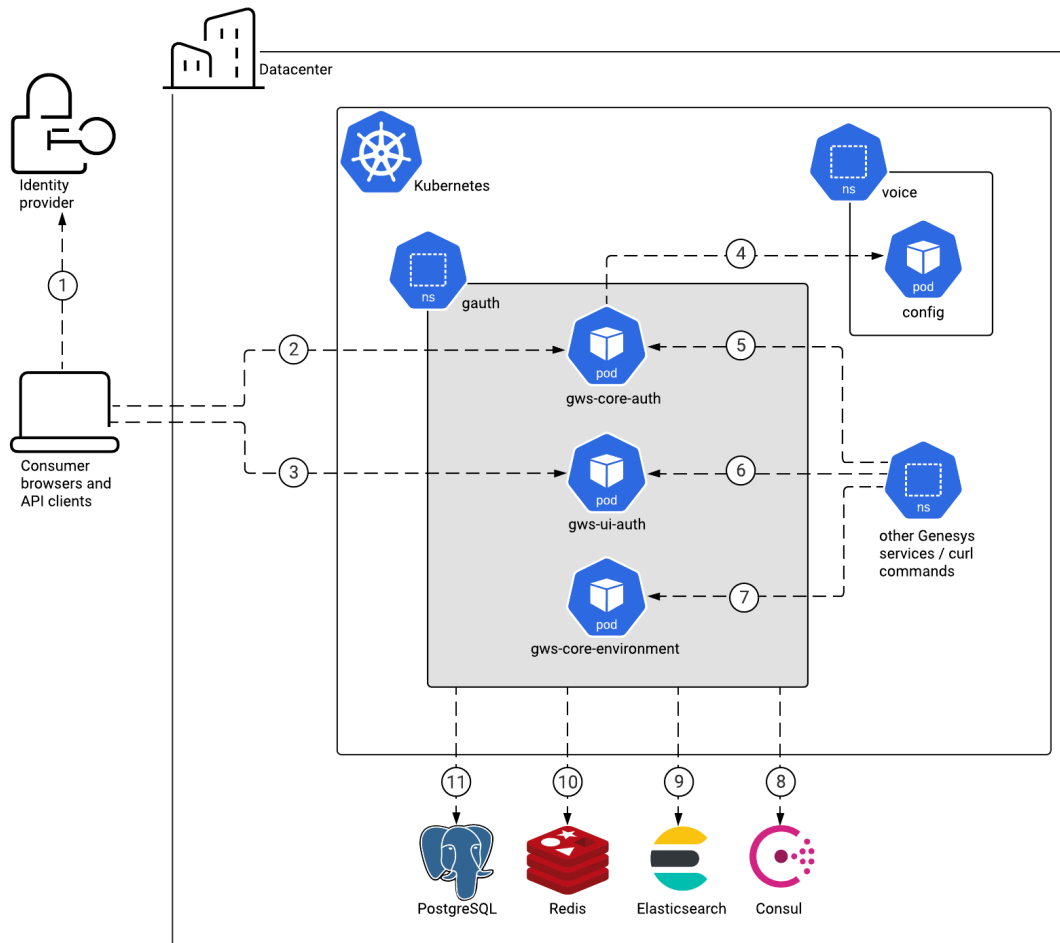 Datacenter
Identity
provider
Kubernetes
ns
voice
1
4
ns
gauth
pod
config
2
5
pod
gws-core-auth
Consumer
browsers and
API clients
3
6
pod
gws-ui-auth
ns
other Genesys
services / curl
commands
7
pod
gws-core-environment
11
10
9
8
PostgreSQL
Redis
Elasticsearch
Consul